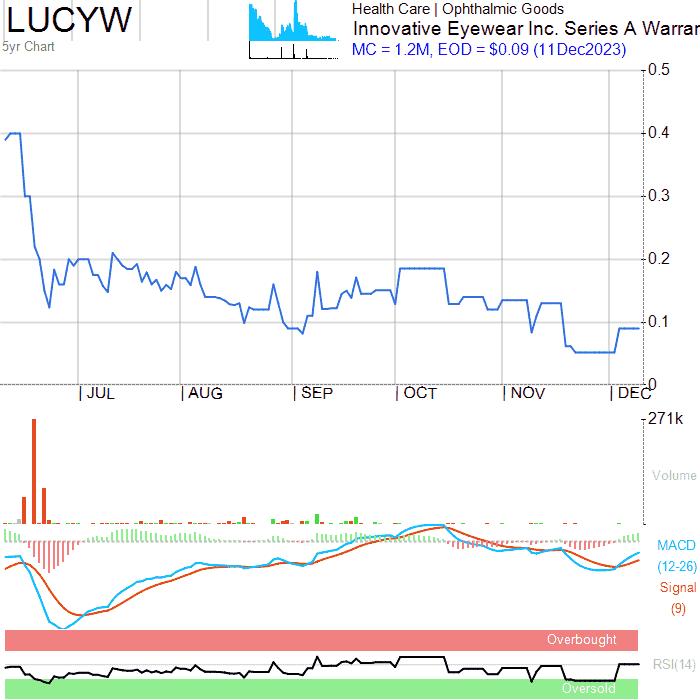 LUCYW
5yr Chart
Health Care | Ophthalmic Goods
Innovative Eyewear Inc. Series A Warran
MC = 1.2M, EOD = $0.09 (11Dec2023)
0.5
0.4
0.3
0.2
0.1
0
| JUL | AUG | SEP | OCT | NOV | DEC
271k
Volume
MACD
(12-26)
Signal
(9)
Overbought
RSI(14)
Oversold